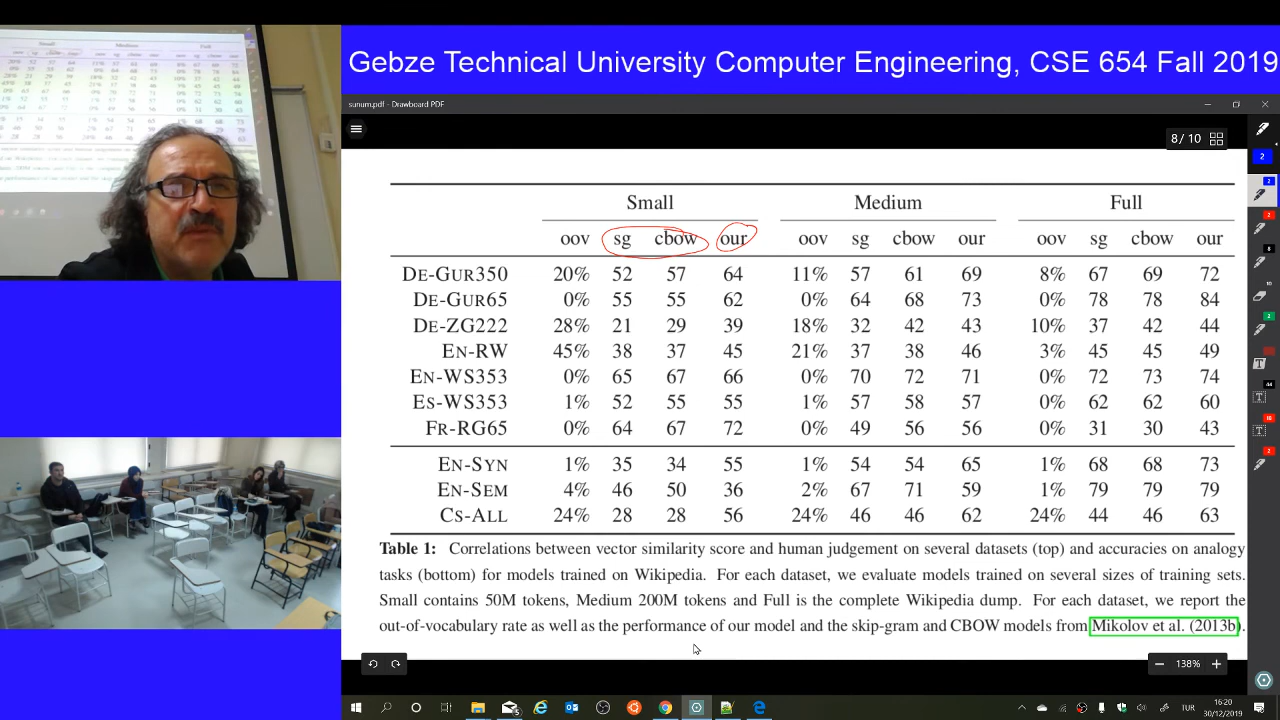 Gebze Technical University Computer Engineering, CSE 654 Fall 2019
sunum.pdf - Drawboard PDF
8 / 10
Small Medium Full
oov sg cbow our oov sg cbow our oov sg cbow our
DE-GUR350 20% 52 57 64 11% 57 61 69 8% 67 69 72
DE-GUR65 0% 55 55 62 0% 64 68 73 0% 78 78 84
DE-ZG222 28% 21 29 39 18% 32 42 43 10% 37 42 44
EN-RW 45% 38 37 45 21% 37 38 46 3% 45 45 49
EN-WS353 0% 65 67 66 0% 70 72 71 0% 72 73 74
ES-WS353 1% 52 55 55 1% 57 58 57 0% 62 62 60
FR-RG65 0% 64 67 72 0% 49 56 56 0% 31 30 43
EN-SYN 1% 35 34 55 1% 54 54 65 1% 68 68 73
EN-SEM 4% 46 50 36 2% 67 71 59 1% 79 79 79
CS-ALL 24% 28 28 56 24% 46 46 62 24% 44 46 63
Table 1: Correlations between vector similarity score and human judgement on several datasets (top) and accuracies on analogy
tasks (bottom) for models trained on Wikipedia. For each dataset, we evaluate models trained on several sizes of training sets.
Small contains 50M tokens, Medium 200M tokens and Full is the complete Wikipedia dump. For each dataset, we report the
out-of-vocabulary rate as well as the performance of our model and the skip-gram and CBOW models from Mikolov et al. (2013b).
138%
16:20
30/12/2019